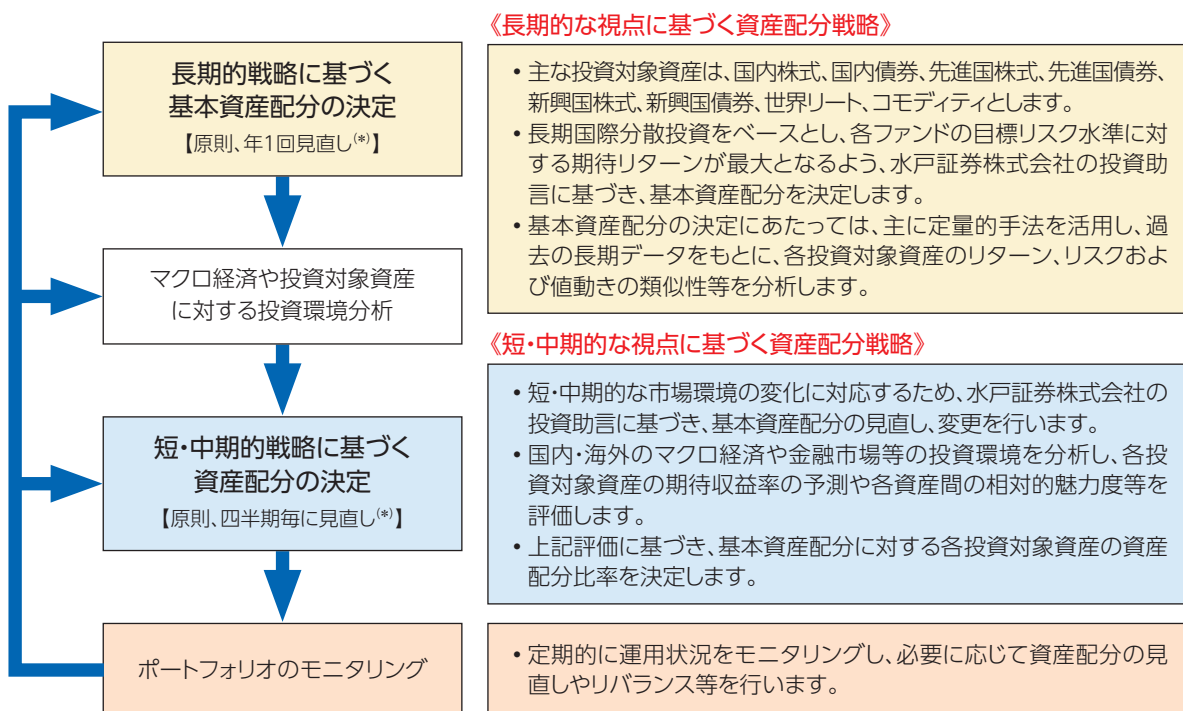 《長期的な視点に基づく資産配分戦略》
長期的戦略に基づく
基本資産配分の決定
【原則、年1回見直し(*)】
• 主な投資対象資産は、国内株式、国内債券、先進国株式、先進国債券、
新興国株式、新興国債券、世界リート、コモディティとします。
• 長期国際分散投資をベースとし、各ファンドの目標リスク水準に対
する期待リターンが最大となるよう、水戸証券株式会社の投資助
言に基づき、基本資産配分を決定します。
• 基本資産配分の決定にあたっては、主に定量的手法を活用し、過
去の長期データをもとに、各投資対象資産のリターン、リスクおよ
び値動きの類似性等を分析します。
マクロ経済や投資対象資産
に対する投資環境分析
《短・中期的な視点に基づく資産配分戦略》
短・中期的戦略に基づく
資産配分の決定
【原則、四半期毎に見直し(*)】
• 短・中期的な市場環境の変化に対応するため、水戸証券株式会社の
投資助言に基づき、基本資産配分の見直し、変更を行います。
• 国内・海外のマクロ経済や金融市場等の投資環境を分析し、各投
資対象資産の期待収益率の予測や各資産間の相対的魅力度等を
評価します。
• 上記評価に基づき、基本資産配分に対する各投資対象資産の資産
配分比率を決定します。
ポートフォリオのモニタリング
• 定期的に運用状況をモニタリングし、必要に応じて資産配分の見
直しやリバランス等を行います。